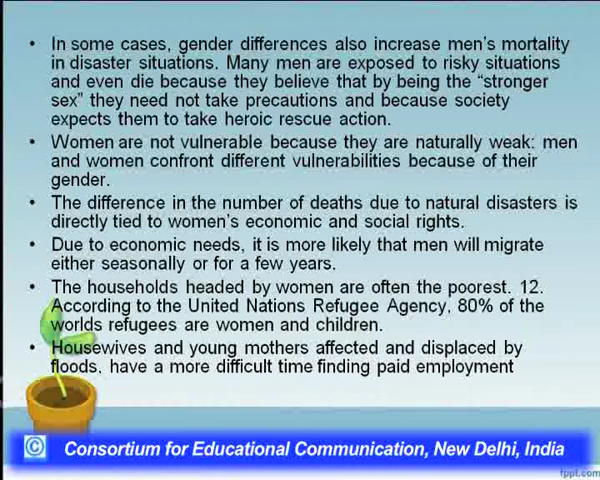 • In some cases, gender differences also increase men's mortality
in disaster situations. Many men are exposed to risky situations
and even die because they believe that by being the "stronger
sex" they need not take precautions and because society
expects them to take heroic rescue action.
• Women are not vulnerable because they are naturally weak: men
and women confront different vulnerabilities because of their
gender.
• The difference in the number of deaths due to natural disasters is
directly tied to women's economic and social rights.
• Due to economic needs, it is more likely that men will migrate
either seasonally or for a few years.
• The households headed by women are often the poorest. 12.
According to the United Nations Refugee Agency, 80% of the
worlds refugees are women and children.
• Housewives and young mothers affected and displaced by
floods, have a more difficult time finding paid employment
© Consortium for Educational Communication, New Delhi, India
fppt.com